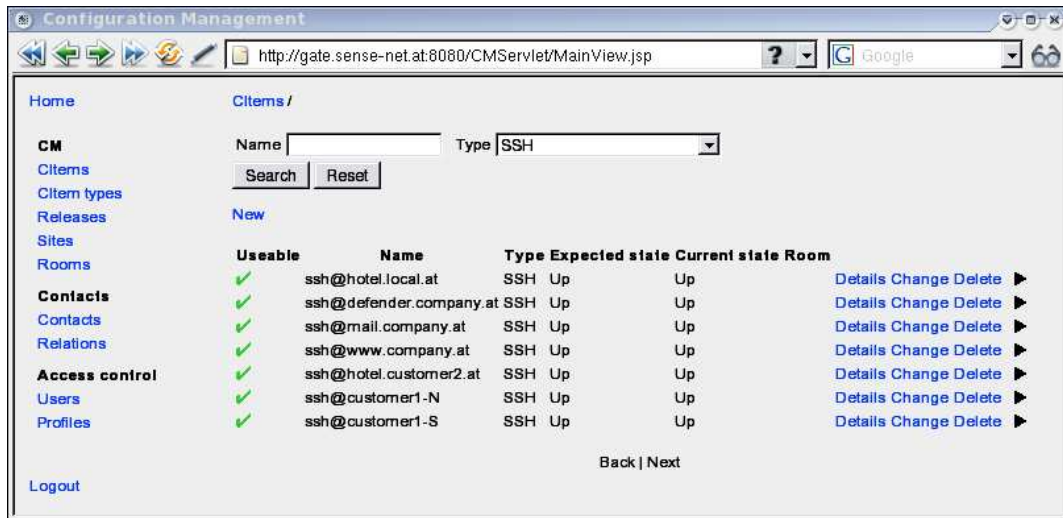 Configuration Management
http://gate.sense-net.at:8080/CMServlet/MainView.jsp ? G Google
Home
CItems /
CM
CItems
CItem types
Releases
Sites
Rooms
Contacts
Contacts
Relations
Access control
Users
Profiles
Logout
Name Type SSH
Search Reset
New
Useable Name Type Expected state Current state Room
ssh@hotel.local.at SSH Up Up Details Change Delete
ssh@defender.company.at SSH Up Up Details Change Delete
ssh@mail.company.at SSH Up Up Details Change Delete
ssh@www.company.at SSH Up Up Details Change Delete
ssh@hotel.customer2.at SSH Up Up Details Change Delete
ssh@customer1-N SSH Up Up Details Change Delete
ssh@customer1-S SSH Up Up Details Change Delete
Back | Next